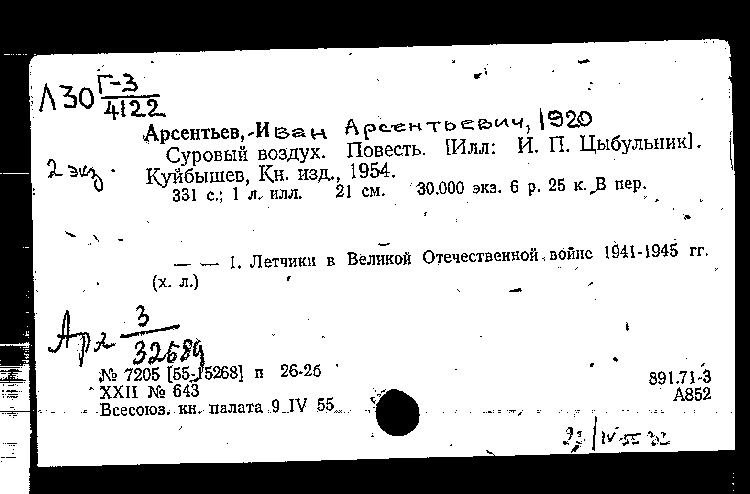 Л30 Г-3
4122
Арсентьев, Иван Арсентьевич, 1920
Суровый воздух. Повесть. [Илл: И. П. Цыбульник].
2 экз.
Куйбышев, Кн. изд., 1954.
331 с.; 1 л. илл. 21 см. 30.000 экз. 6 р. 25 к. В пер.
— — 1. Летчики в Великой Отечественной войне 1941-1945 гг.
(х. л.)
Арх 3
32689
№ 7205 [55-15268] п 26-26
XXII № 643
Всесоюз. кн. палата 9 IV 55
891.71-3
А852